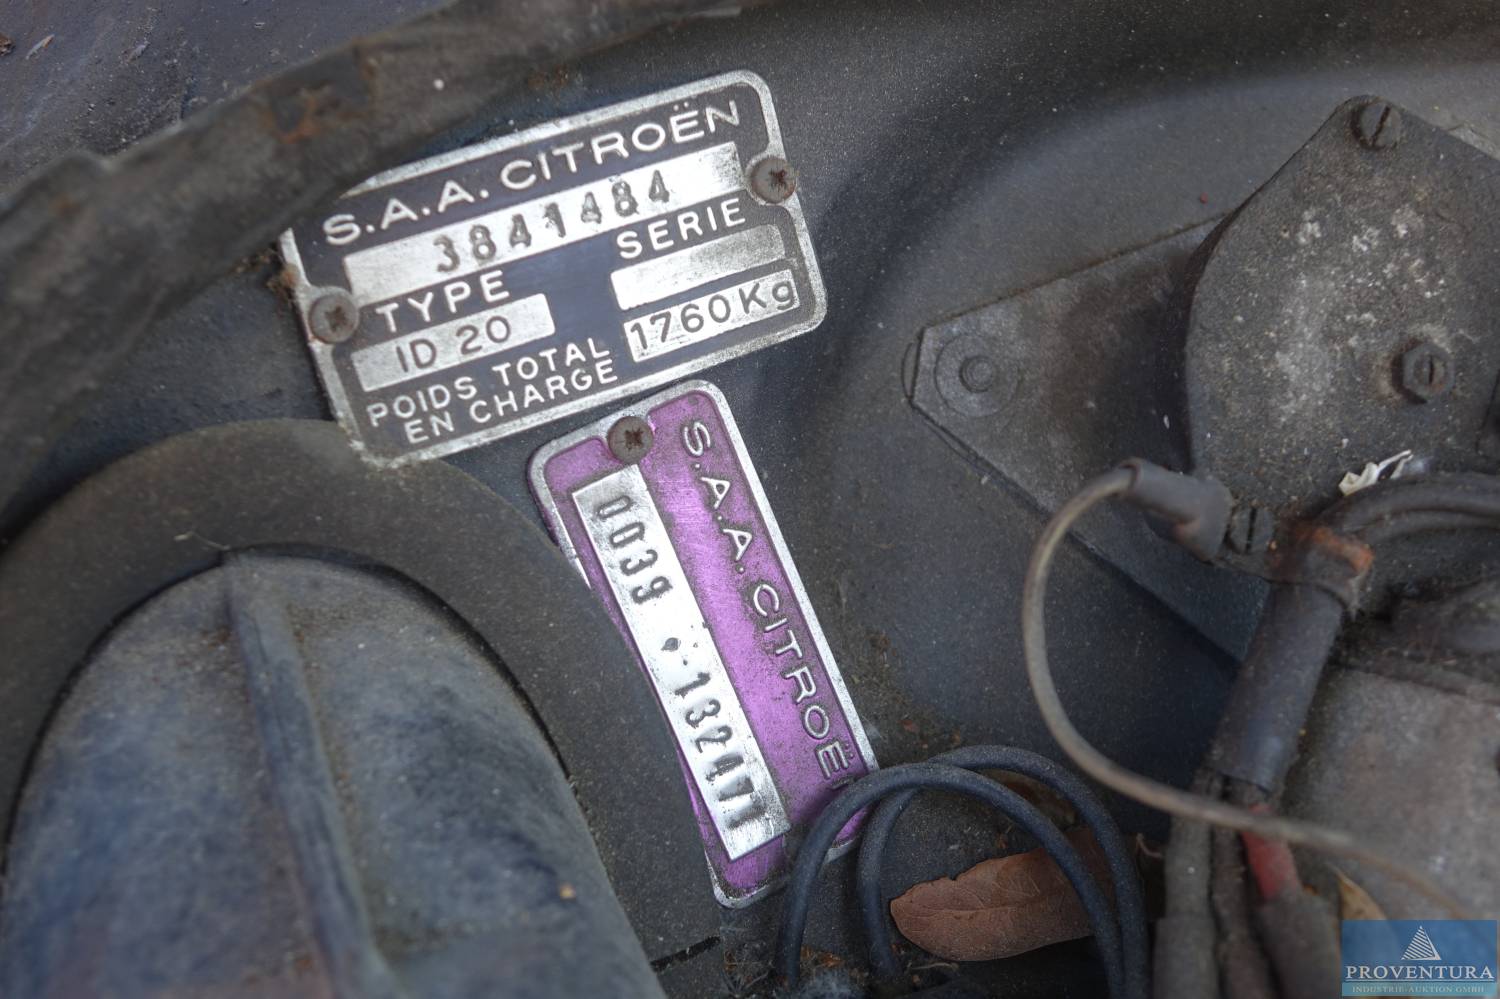 S.A.A. CITROËN
3841484
TYPE
SERIE
ID 20
POIDS TOTAL
EN CHARGE
1760Kg
S.A.A. CITROËN
0039 • 132471
PROVENTURA
INDUSTRIE-AUKTION GMBH